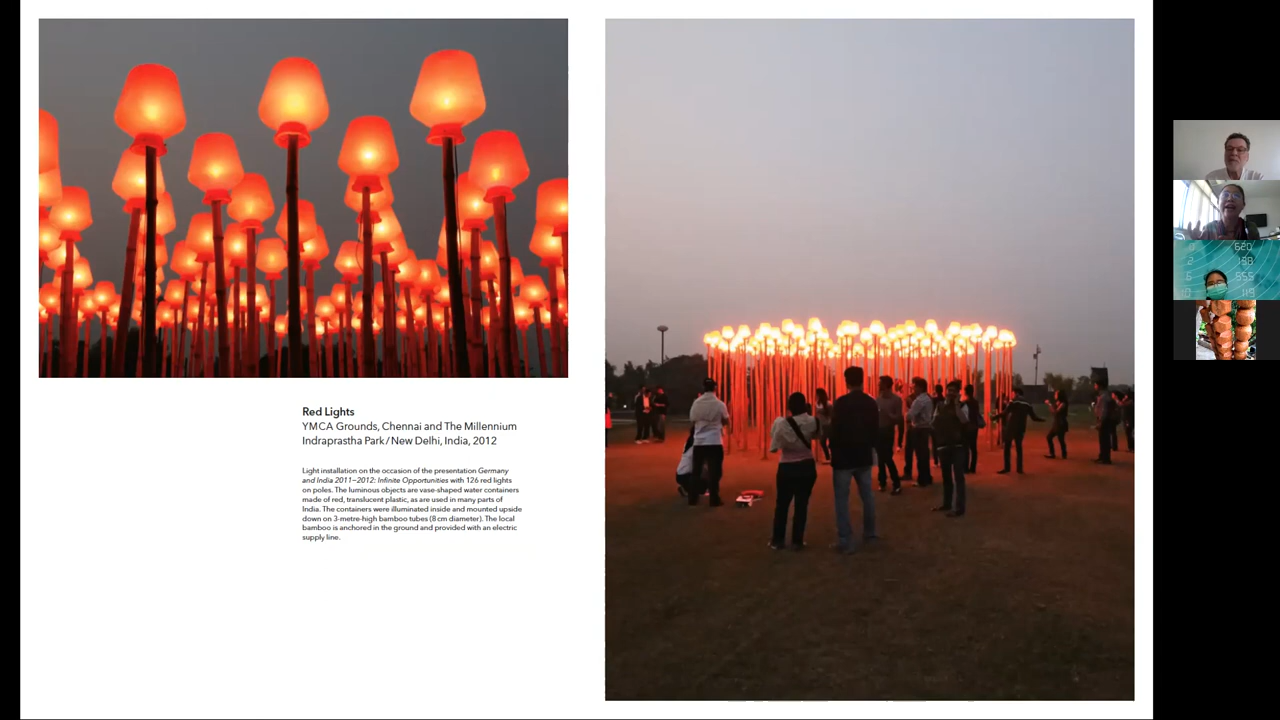 Red Lights
YMCA Grounds, Chennai and The Millennium
Indraprastha Park / New Delhi, India, 2012
Light installation on the occasion of the presentation Germany
and India 2011–2012: Infinite Opportunities with 126 red lights
on poles. The luminous objects are vase-shaped water containers
made of red, translucent plastic, as are used in many parts of
India. The containers were illuminated inside and mounted upside
down on 3-metre-high bamboo tubes (8 cm diameter). The local
bamboo is anchored in the ground and provided with an electric
supply line.
620
138
555
119